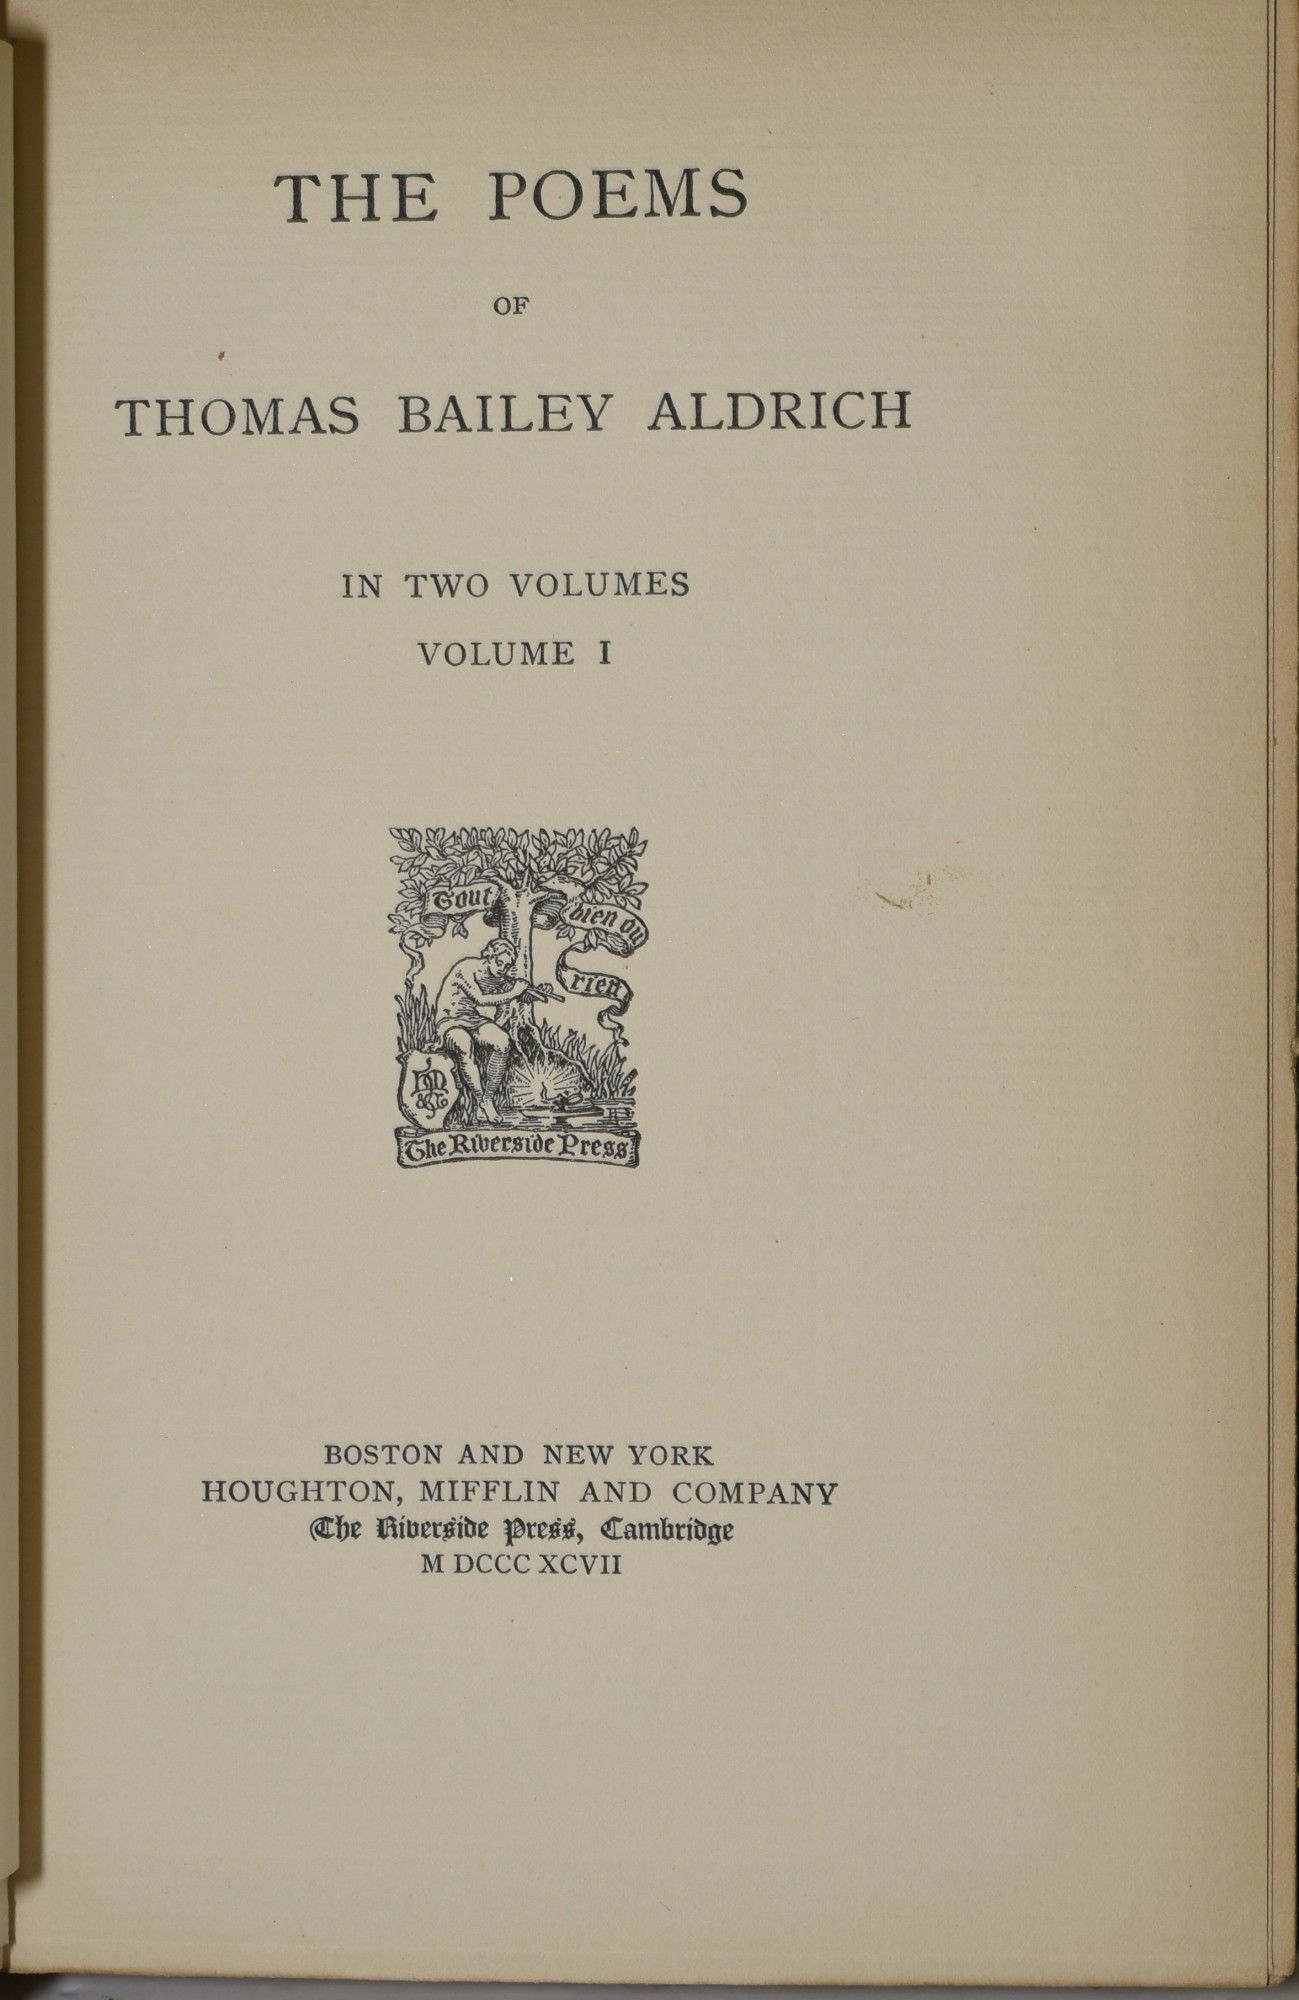 THE POEMS
OF
THOMAS BAILEY ALDRICH
IN TWO VOLUMES
VOLUME I
Tout
bien ou
rien
The Riverside Press
BOSTON AND NEW YORK
HOUGHTON, MIFFLIN AND COMPANY
The Riverside Press, Cambridge
M DCCC XCVII